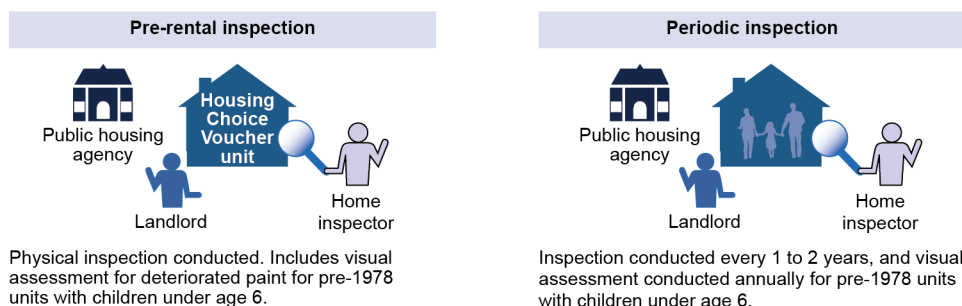 Pre-rental inspection
Housing
Choice
Voucher
unit
Public housing
agency
Landlord
Home
inspector
Physical inspection conducted. Includes visual
assessment for deteriorated paint for pre-1978
units with children under age 6.
Periodic inspection
Public housing
agency
Landlord
Home
inspector
Inspection conducted every 1 to 2 years, and visual
assessment conducted annually for pre-1978 units
with children under age 6.